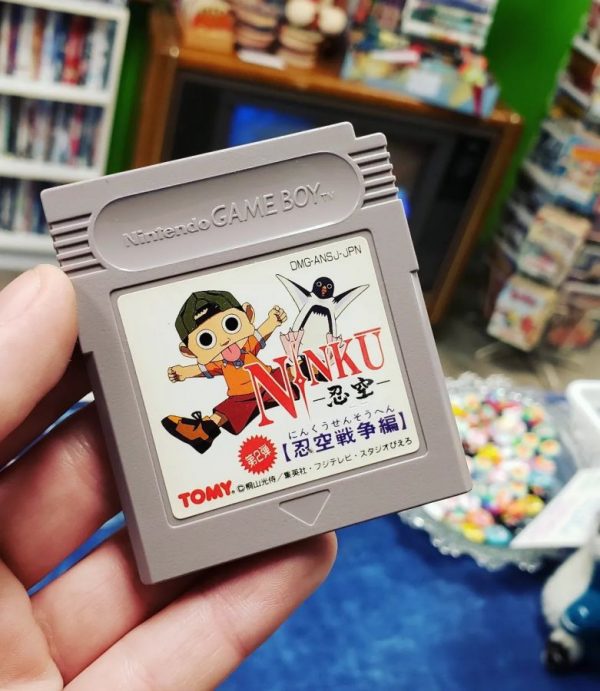 Nintendo GAME BOY TM
DMG-ANSJ-JPN
NINKŪ
-忍空-
にんくうせんそうへん
第2弾
【忍空戦争編】
TOMY. ©桐山光侍/集英社・フジテレビ・スタジオぴえろ